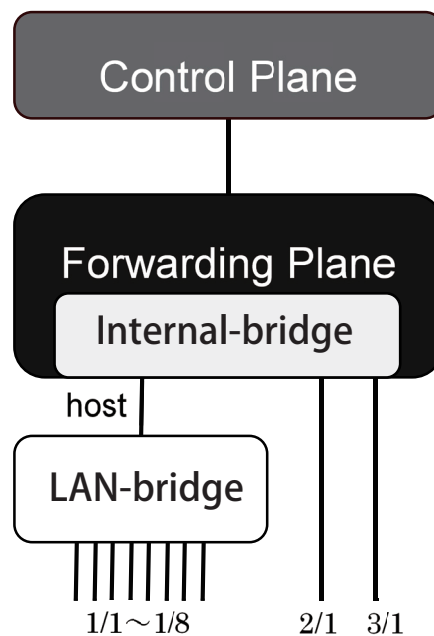 Control Plane
Forwarding Plane
Internal-bridge
host
LAN-bridge
1/1～1/8 2/1 3/1